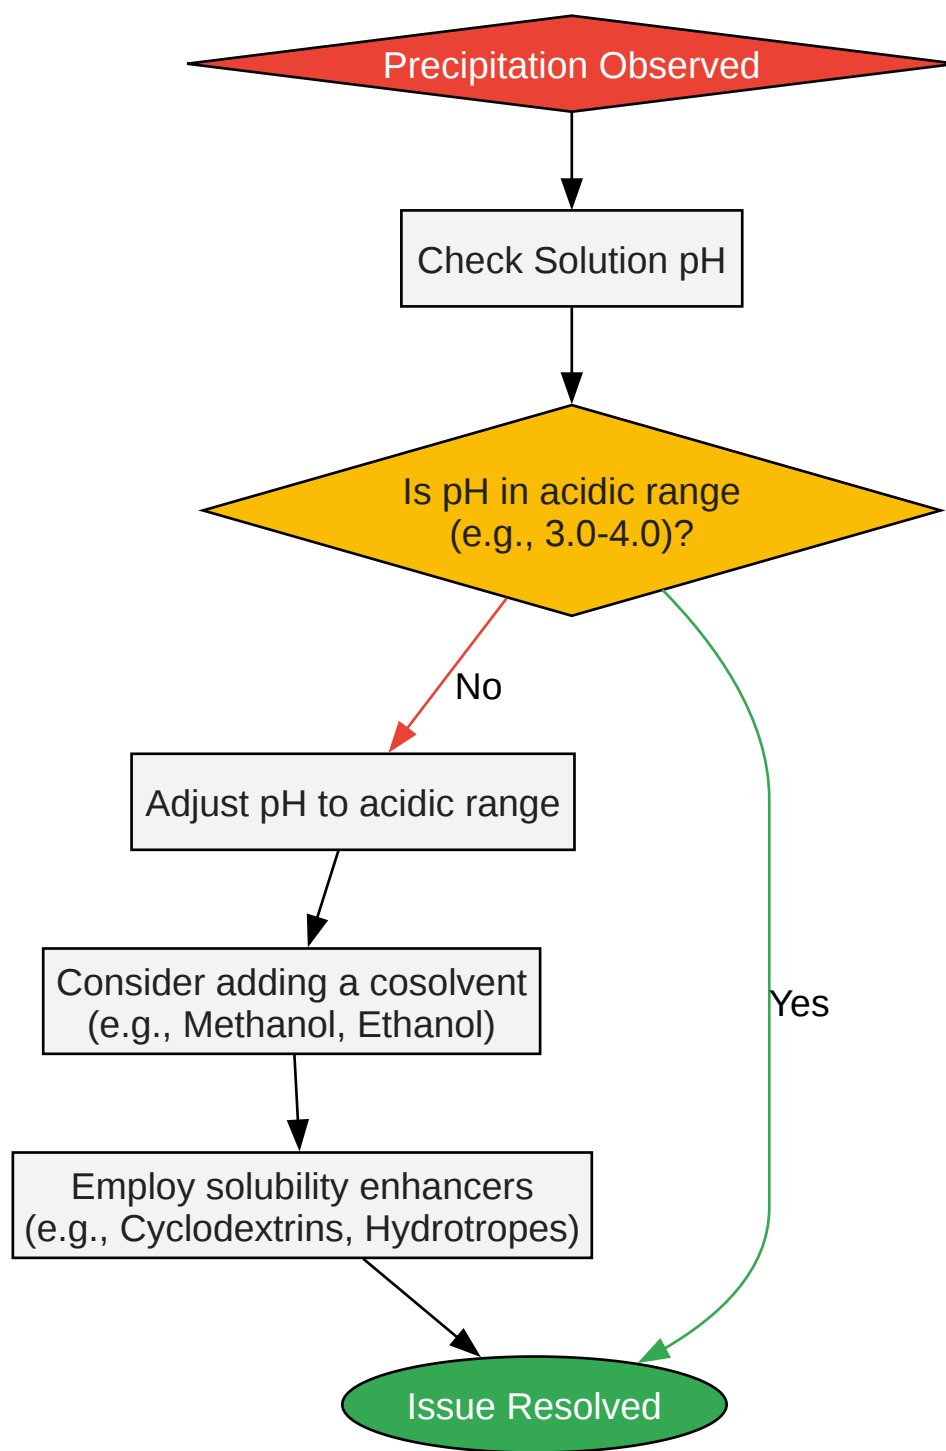 Precipitation Observed
Check Solution pH
Is pH in acidic range
(e.g., 3.0-4.0)?
No
Adjust pH to acidic range
Consider adding a cosolvent
(e.g., Methanol, Ethanol)
Yes
Employ solubility enhancers
(e.g., Cyclodextrins, Hydrotropes)
Issue Resolved